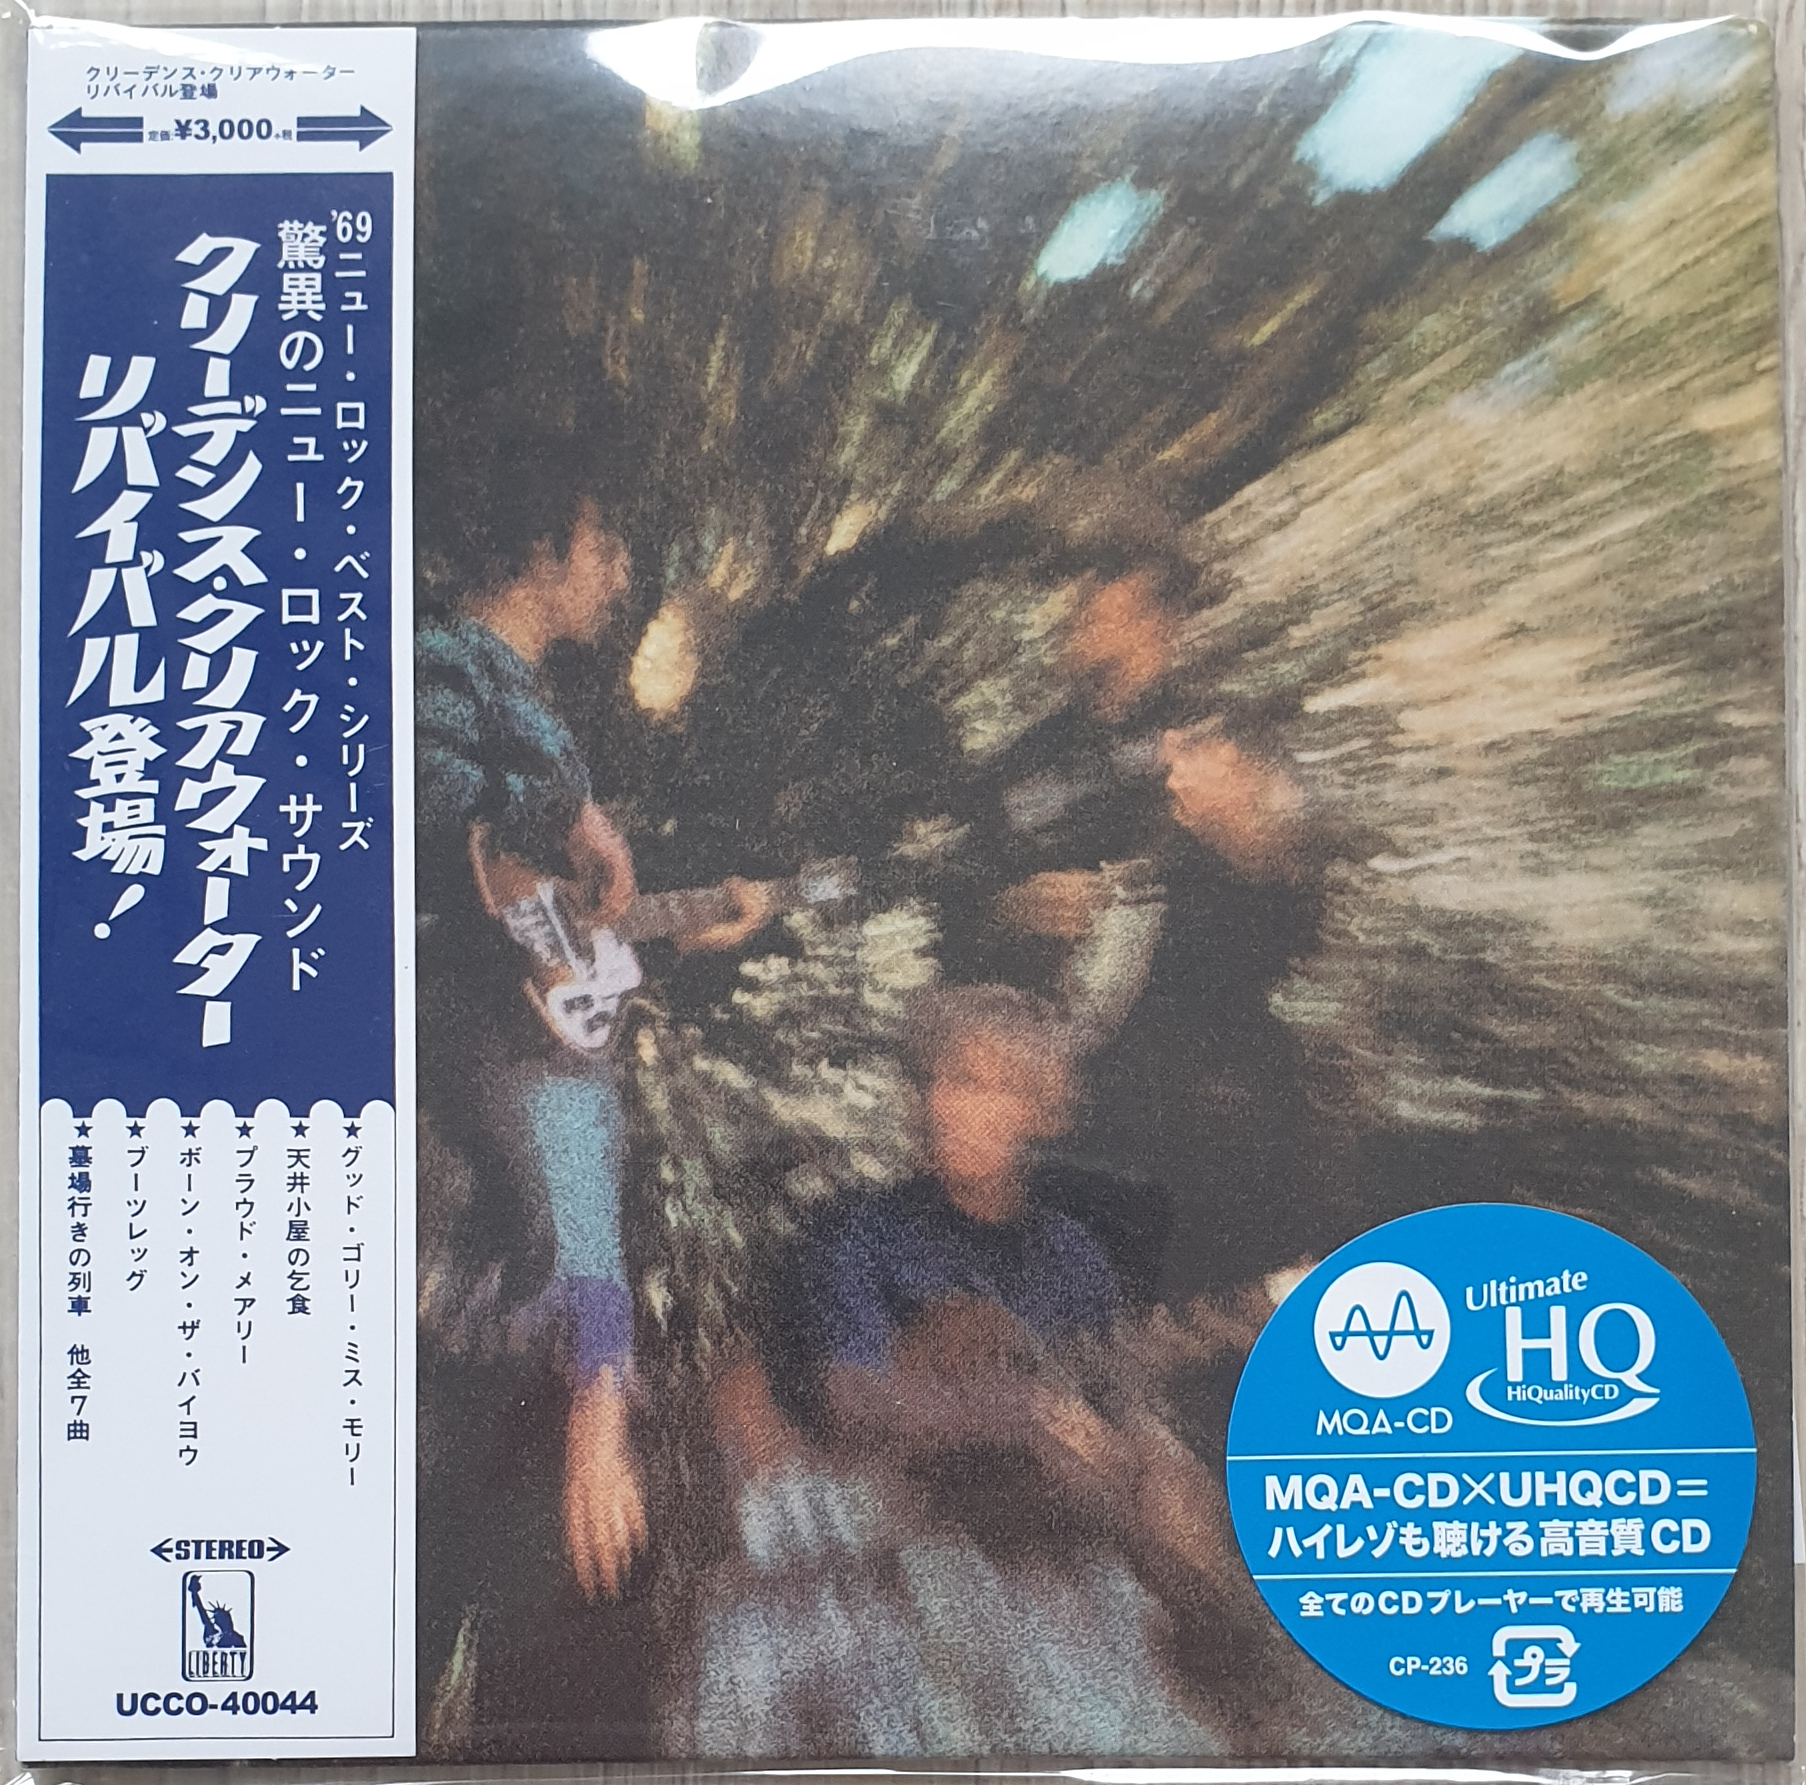 クリーデンス・クリアウォーター
リバイバル登場
定価:¥3,000+税
'69ニュー・ロック・ベスト・シリーズ
驚異のニュー・ロック・サウンド
クリーデンス・クリアウォーター
リバイバル登場!
★グッド・ゴリー・ミス・モリー
★天井小屋の乞食
★プラウド・メアリー
★ボーン・オン・ザ・バイヨウ
★ブーツレッグ
★墓場行きの列車 他全7曲
STEREO
LIBERTY
UCCO-40044
Ultimate
HQ
HiQualityCD
MQA-CD
MQA-CD×UHQCD=
ハイレゾも聴ける高音質CD
全てのCDプレーヤーで再生可能
CP-236
プラ